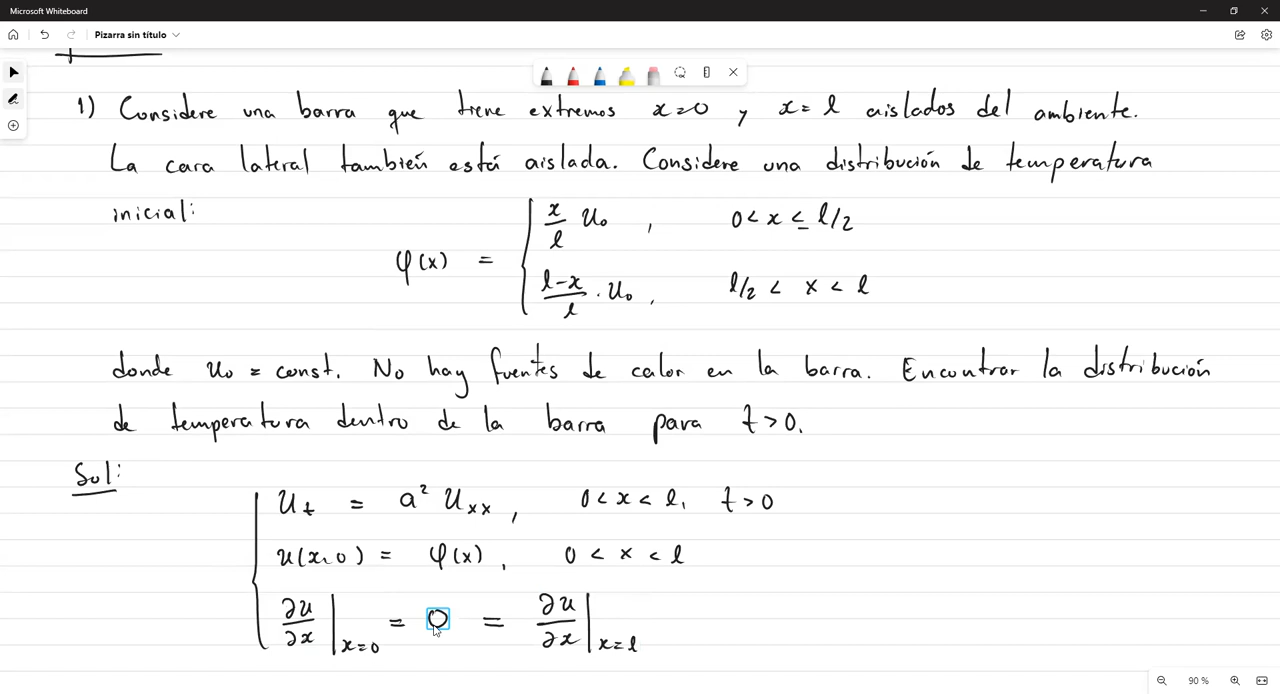 Microsoft Whiteboard
Pizarra sin título
1) Considere una barra que tiene extremos x=0 y x=l aislados del ambiente.
La cara lateral también está aislada. Considere una distribución de temperatura
inicial:
φ(x) = { x/l u₀ , 0 < x ≤ l/2
l-x/l · u₀ , l/2 < x < l
donde u₀ = const. No hay fuentes de calor en la barra. Encontrar la distribución
de temperatura dentro de la barra para t > 0.
Sol:
{ u_t = a² u_xx , 0 < x < l, t > 0
u(x,0) = φ(x) , 0 < x < l
∂u/∂x |x=0 = 0 = ∂u/∂x |x=l
90 %